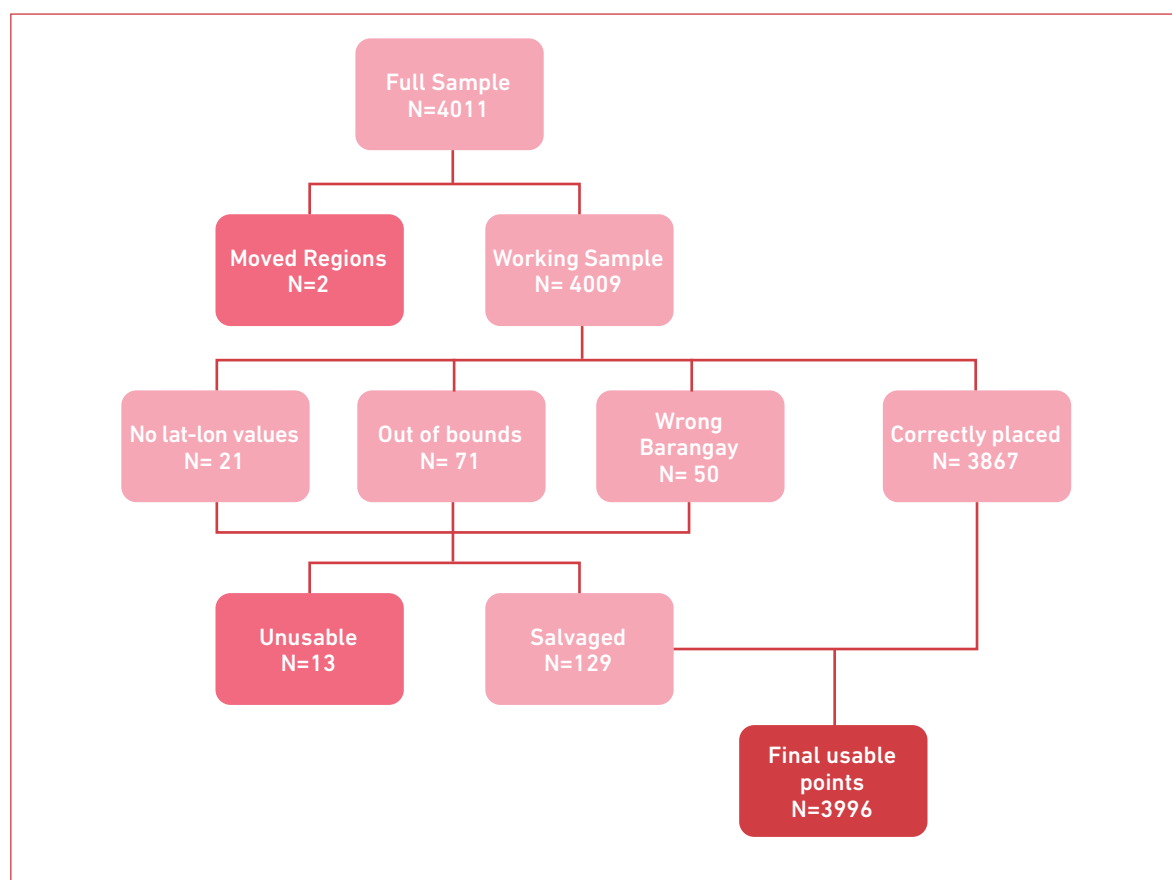 Full Sample
N=4011
Moved Regions
N=2
Working Sample
N= 4009
No lat-lon values
N= 21
Out of bounds
N= 71
Wrong
Barangay
N= 50
Correctly placed
N= 3867
Unusable
N=13
Salvaged
N=129
Final usable
points
N=3996